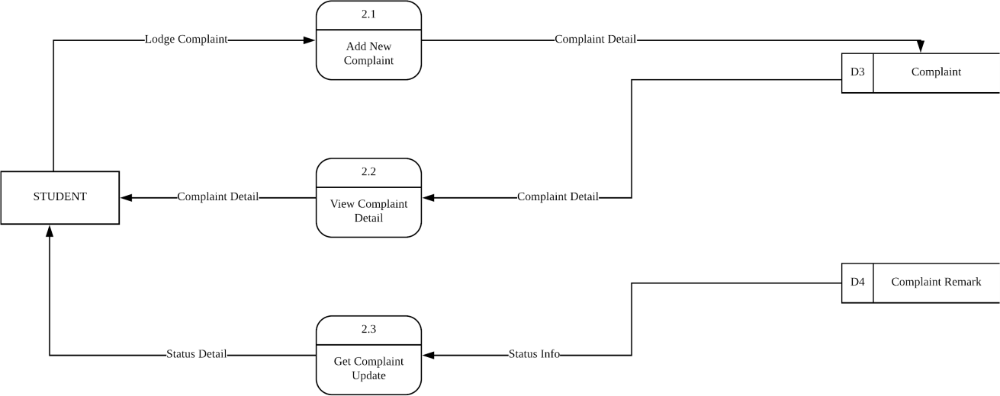 2.1
Lodge Complaint
Add New
Complaint
Complaint Detail
D3
Complaint
STUDENT
Complaint Detail
2.2
View Complaint
Detail
Complaint Detail
D4
Complaint Remark
2.3
Status Detail
Get Complaint
Update
Status Info